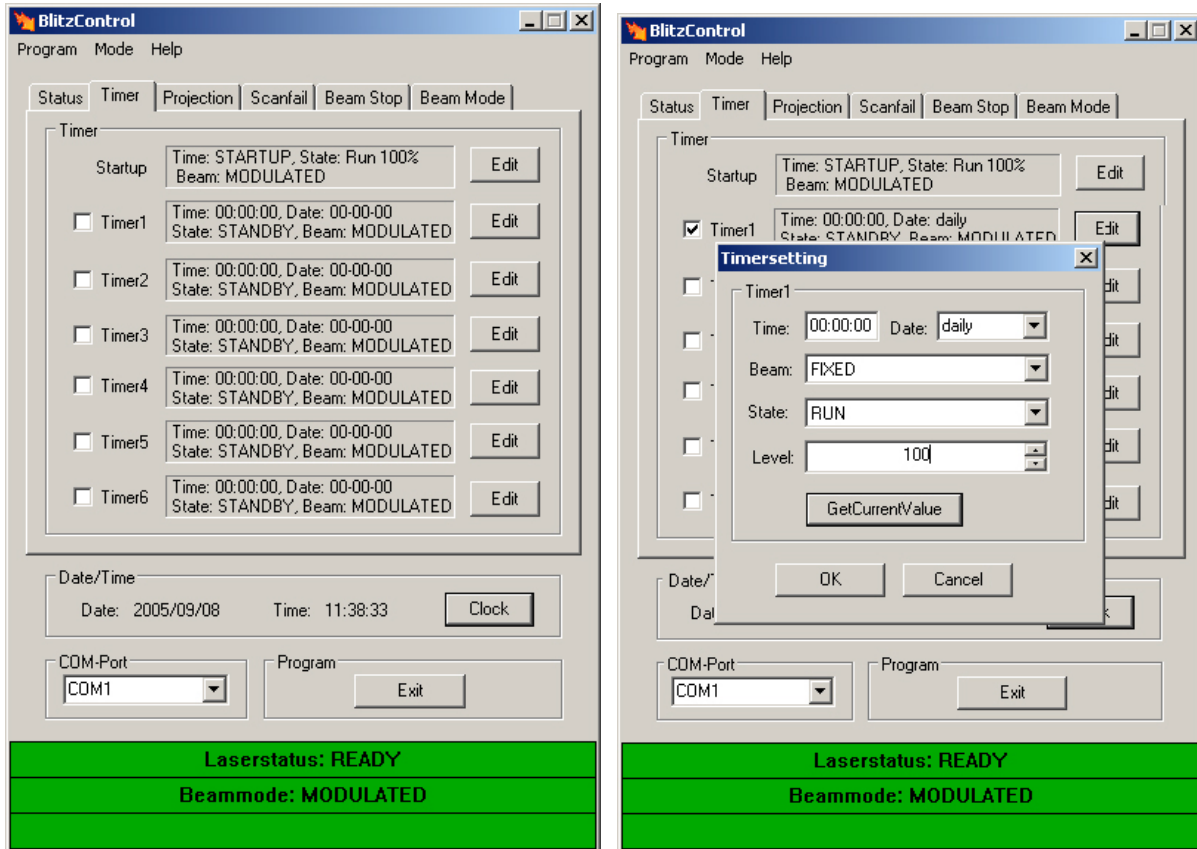 BlitzControl
Program Mode Help
Status Timer Projection Scanfail Beam Stop Beam Mode
Timer
Startup
Time: STARTUP, State: Run 100%
Beam: MODULATED
Edit
Timer1
Time: 00:00:00, Date: 00-00-00
State: STANDBY, Beam: MODULATED
Edit
Timer2
Time: 00:00:00, Date: 00-00-00
State: STANDBY, Beam: MODULATED
Edit
Timer3
Time: 00:00:00, Date: 00-00-00
State: STANDBY, Beam: MODULATED
Edit
Timer4
Time: 00:00:00, Date: 00-00-00
State: STANDBY, Beam: MODULATED
Edit
Timer5
Time: 00:00:00, Date: 00-00-00
State: STANDBY, Beam: MODULATED
Edit
Timer6
Time: 00:00:00, Date: 00-00-00
State: STANDBY, Beam: MODULATED
Edit
Date/Time
Date: 2005/09/08 Time: 11:38:33 Clock
COM-Port
COM1
Program
Exit
Laserstatus: READY
Beammode: MODULATED
BlitzControl
Program Mode Help
Status Timer Projection Scanfail Beam Stop Beam Mode
Timer
Startup
Time: STARTUP, State: Run 100%
Beam: MODULATED
Edit
Timer1
Time: 00:00:00, Date: daily
State: STANDBY, Beam: MODULATED
Edit
Timersetting
Timer1
Time: 00:00:00 Date: daily
Beam: FIXED
State: RUN
Level: 100
GetCurrentValue
OK Cancel
COM-Port
COM1
Program
Exit
Laserstatus: READY
Beammode: MODULATED